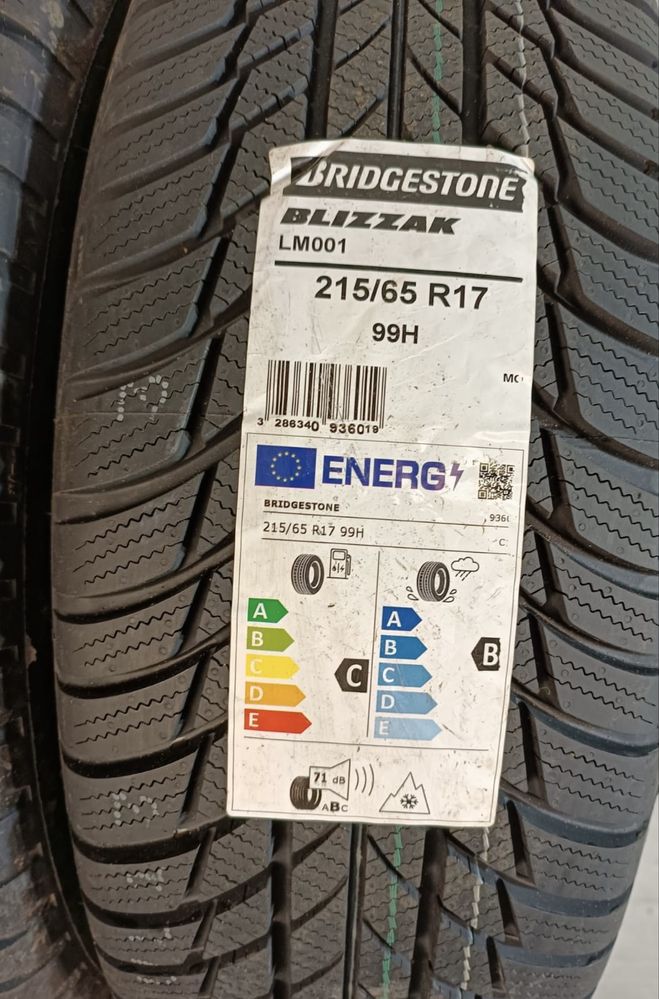 BRIDGESTONE
BLIZZAK
LM001
215/65 R17
99H
MO
3 286340 936019
ENERG
BRIDGESTONE
936
215/65 R17 99H
C
A
B
C
D
E
C
A
B
C
D
E
B
71 dB
ABC